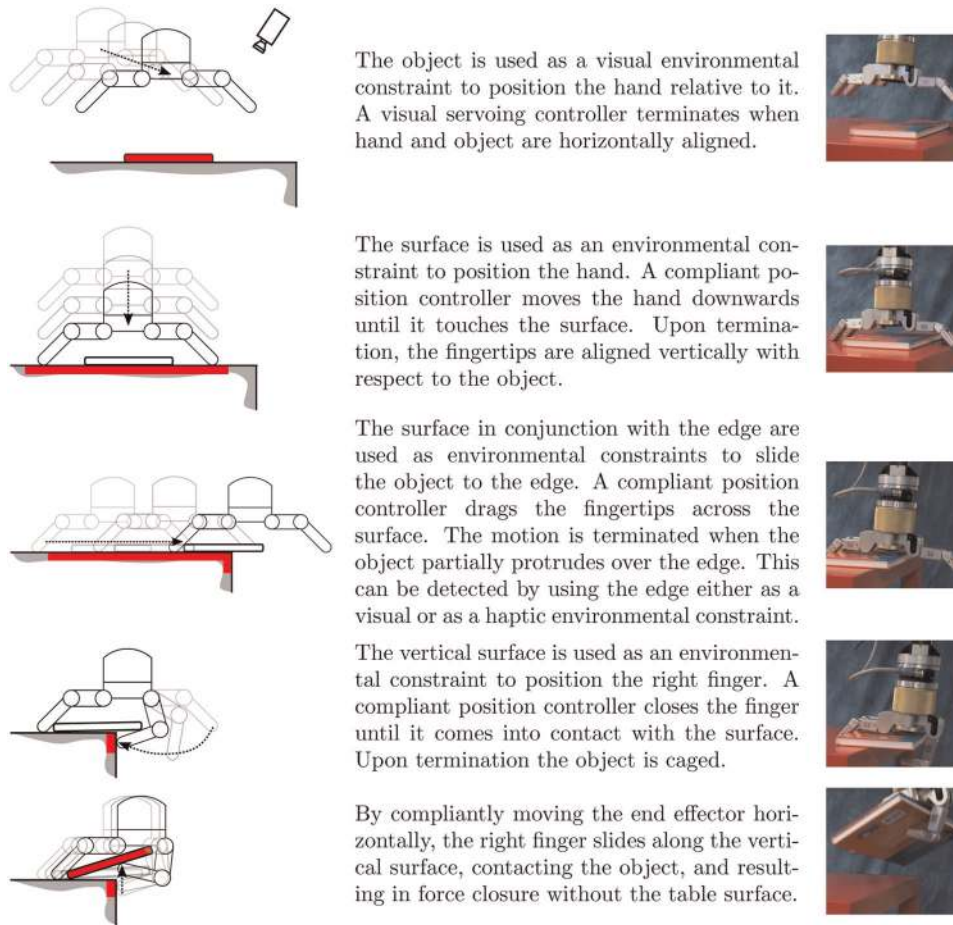 The object is used as a visual environmental
constraint to position the hand relative to it.
A visual servoing controller terminates when
hand and object are horizontally aligned.
The surface is used as an environmental con-
straint to position the hand. A compliant po-
sition controller moves the hand downwards
until it touches the surface. Upon termina-
tion, the fingertips are aligned vertically with
respect to the object.
The surface in conjunction with the edge are
used as environmental constraints to slide
the object to the edge. A compliant position
controller drags the fingertips across the
surface. The motion is terminated when the
object partially protrudes over the edge. This
can be detected by using the edge either as a
visual or as a haptic environmental constraint.
The vertical surface is used as an environmen-
tal constraint to position the right finger. A
compliant position controller closes the finger
until it comes into contact with the surface.
Upon termination the object is caged.
By compliantly moving the end effector hori-
zontally, the right finger slides along the verti-
cal surface, contacting the object, and result-
ing in force closure without the table surface.